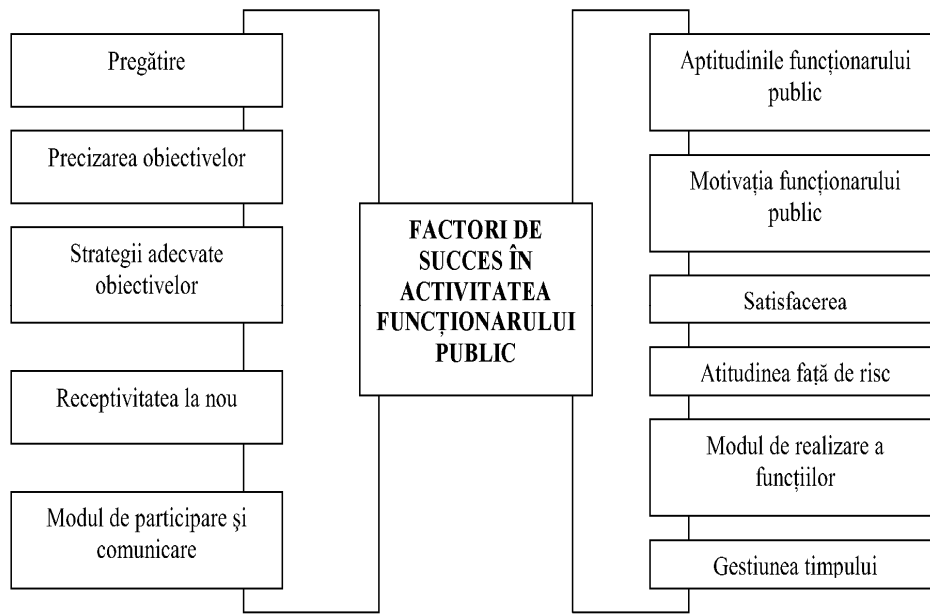 Pregătire
Precizarea obiectivelor
Strategii adecvate
obiectivelor
Receptivitatea la nou
Modul de participare şi
comunicare
FACTORI DE
SUCCES ÎN
ACTIVITATEA
FUNCȚIONARULUI
PUBLIC
Aptitudinile funcționarului
public
Motivația funcționarului
public
Satisfacerea
Atitudinea față de risc
Modul de realizare a
funcțiilor
Gestiunea timpului